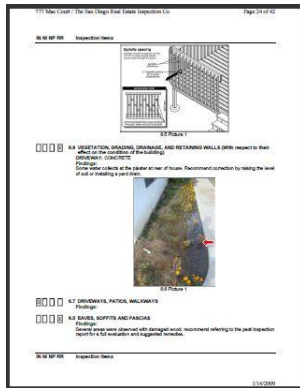 777 Mao Court / The San Diego Real Estate Inspection Co.
Page 24 of 42
IN NI NP RR Inspection Items
Spindle spacing
6.5 Picture 1
6.6 VEGETATION, GRADING, DRAINAGE, AND RETAINING WALLS (With respect to their
effect on the condition of the building)
DRIVEWAY: CONCRETE
Findings:
Some water collects at the planter at rear of house. Recommend correction by raising the level
of soil or installing a yard drain.
6.6 Picture 1
6.7 DRIVEWAYS, PATIOS, WALKWAYS
Findings:
EAVES, SOFFITS AND FASCIAS
Findings:
Several areas were observed with damaged wood, recommend referring to the pest inspection
report for a full evaluation and suggested remedies.
IN NI NP RR Inspection Items
1/14/2009